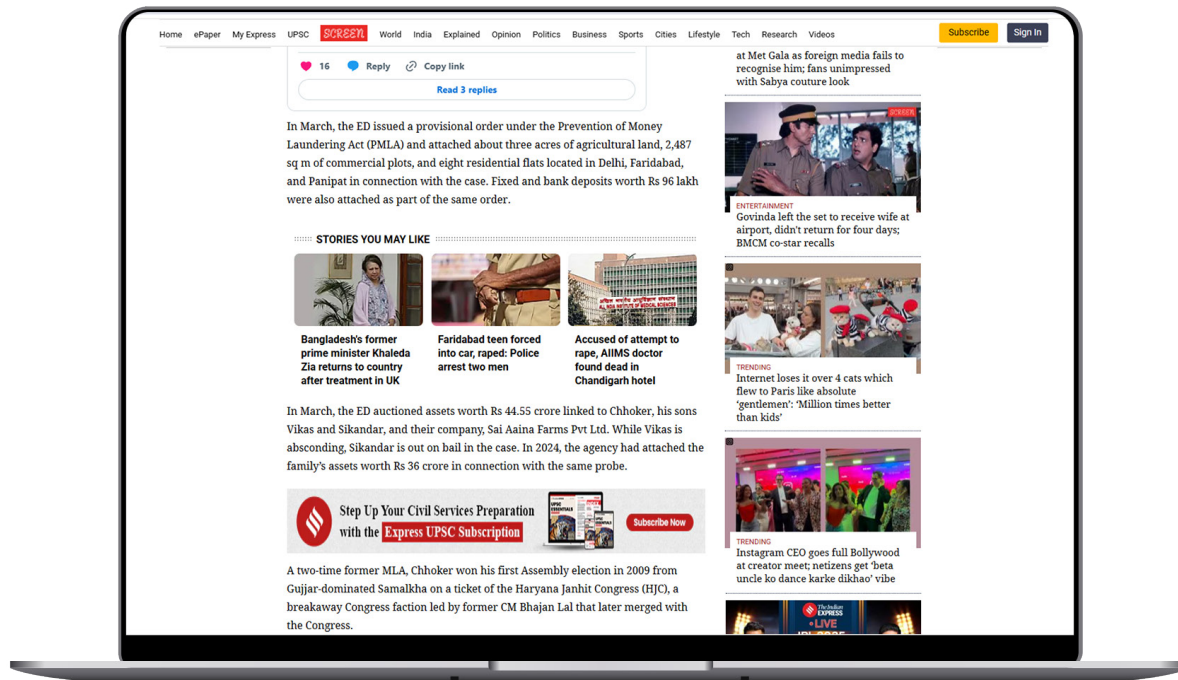 Home ePaper My Express UPSC SCREEN World India Explained Opinion Politics Business Sports Cities Lifestyle Tech Research Videos Subscribe Sign In
16 Reply Copy link
Read 3 replies
In March, the ED issued a provisional order under the Prevention of Money
Laundering Act (PMLA) and attached about three acres of agricultural land, 2,487
sq m of commercial plots, and eight residential flats located in Delhi, Faridabad,
and Panipat in connection with the case. Fixed and bank deposits worth Rs 96 lakh
were also attached as part of the same order.
STORIES YOU MAY LIKE
Bangladesh's former
prime minister Khaleda
Zia returns to country
after treatment in UK
Faridabad teen forced
into car, raped: Police
arrest two men
ALL INDIA INSTITUTE OF MEDICAL SCIENCES
Accused of attempt to
rape, AIIMS doctor
found dead in
Chandigarh hotel
In March, the ED auctioned assets worth Rs 44.55 crore linked to Chhoker, his sons
Vikas and Sikandar, and their company, Sai Aaina Farms Pvt Ltd. While Vikas is
absconding, Sikandar is out on bail in the case. In 2024, the agency had attached the
family's assets worth Rs 36 crore in connection with the same probe.
Step Up Your Civil Services Preparation
with the Express UPSC Subscription
UPSC
ESSENTIALS
Subscribe Now
A two-time former MLA, Chhoker won his first Assembly election in 2009 from
Gujjar-dominated Samalkha on a ticket of the Haryana Janhit Congress (HJC), a
breakaway Congress faction led by former CM Bhajan Lal that later merged with
the Congress.
at Met Gala as foreign media fails to
recognise him; fans unimpressed
with Sabya couture look
SCREEN
ENTERTAINMENT
Govinda left the set to receive wife at
airport, didn't return for four days;
BMCM co-star recalls
TRENDING
Internet loses it over 4 cats which
flew to Paris like absolute
‘gentlemen’: ‘Million times better
than kids’
TRENDING
Instagram CEO goes full Bollywood
at creator meet; netizens get ‘beta
uncle ko dance karke dikhao’ vibe
The Indian
EXPRESS
LIVE